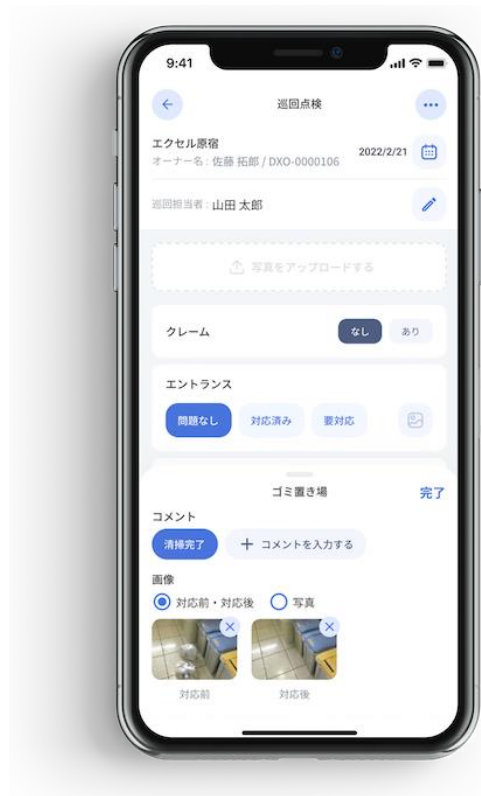 9:41
巡回点検
エクセル原宿
オーナー名 : 佐藤 拓郎 / DXO-0000106
2022/2/21
巡回担当者 : 山田 太郎
写真をアップロードする
クレーム
なし
あり
エントランス
問題なし
対応済み
要対応
ゴミ置き場
完了
コメント
清掃完了
コメントを入力する
画像
対応前・対応後
写真
対応前
対応後